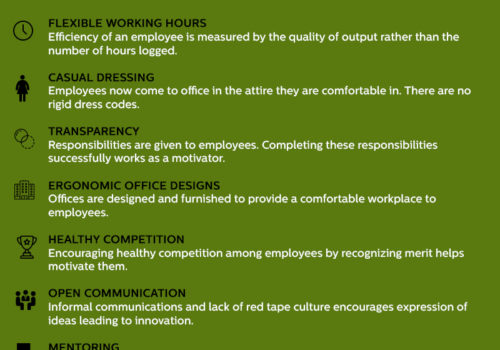 FLEXIBLE WORKING HOURS
Efficiency of an employee is measured by the quality of output rather than the
number of hours logged.
CASUAL DRESSING
Employees now come to office in the attire they are comfortable in. There are no
rigid dress codes.
TRANSPARENCY
Responsibilities are given to employees. Completing these responsibilities
successfully works as a motivator.
ERGONOMIC OFFICE DESIGNS
Offices are designed and furnished to provide a comfortable workplace to
employees.
HEALTHY COMPETITION
Encouraging healthy competition among employees by recognizing merit helps
motivate them.
OPEN COMMUNICATION
Informal communications and lack of red tape culture encourages expression of
ideas leading to innovation.
MENTORING